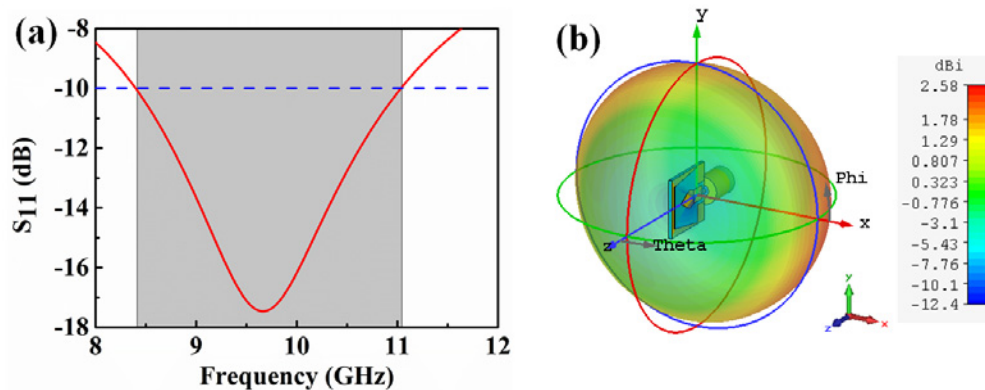 (a)
-8
-10
-12
-14
-16
-18
S11 (dB)
8
9
10
11
12
Frequency (GHz)
(b)
y
Phi
x
z
Theta
y
z
x
dBi
2.58
1.78
1.29
0.807
0.323
-0.776
-3.1
-5.43
-7.76
-10.1
-12.4